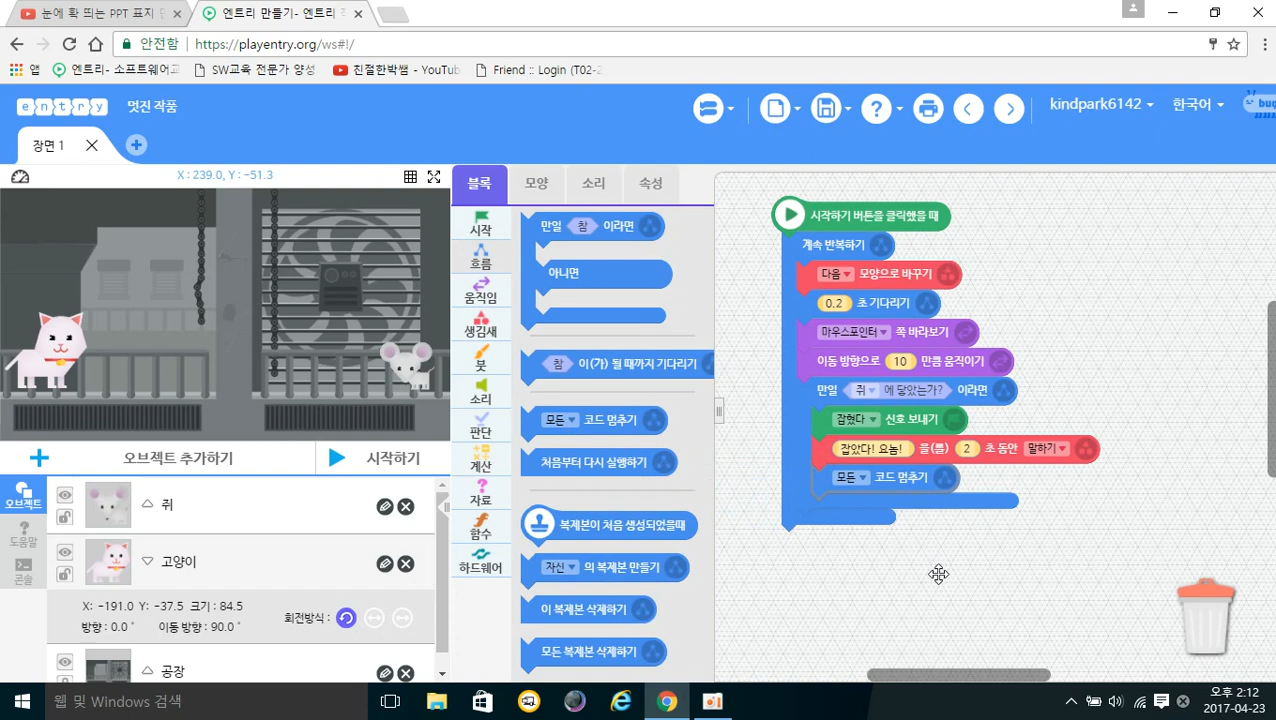 눈에 확 띄는 PPT 표지 만
엔트리 만들기- 엔트리 직
안전함
https://playentry.org/ws#!/
앱
엔트리- 소프트웨어교
SW교육 전문가 양성
친절한박쌤 - YouTub
Friend :: Login (T02-2
entry
멋진 작품
kindpark6142
한국어
bug
장면 1
X : 239.0, Y : -51.3
블록
모양
소리
속성
시작
흐름
움직임
생김새
붓
소리
판단
계산
자료
함수
하드웨어
만일 참 이라면
아니면
참 이(가) 될 때까지 기다리기
모든 코드 멈추기
처음부터 다시 실행하기
복제본이 처음 생성되었을때
자신 의 복제본 만들기
이 복제본 삭제하기
모든 복제본 삭제하기
시작하기 버튼을 클릭했을 때
계속 반복하기
다음 모양으로 바꾸기
0.2 초 기다리기
마우스포인터 쪽 바라보기
이동 방향으로 10 만큼 움직이기
만일 쥐 에 닿았는가? 이라면
잡혔다 신호 보내기
잡았다! 요놈! 을(를) 2 초 동안 말하기
모든 코드 멈추기
오브젝트 추가하기
시작하기
오브젝트
도움말
콘솔
쥐
고양이
X: -191.0 Y: -37.5 크기 : 84.5
방향 : 0.0° 이동 방향 : 90.0°
회전방식 :
공장
웹 및 Windows 검색
오후 2:12
2017-04-23